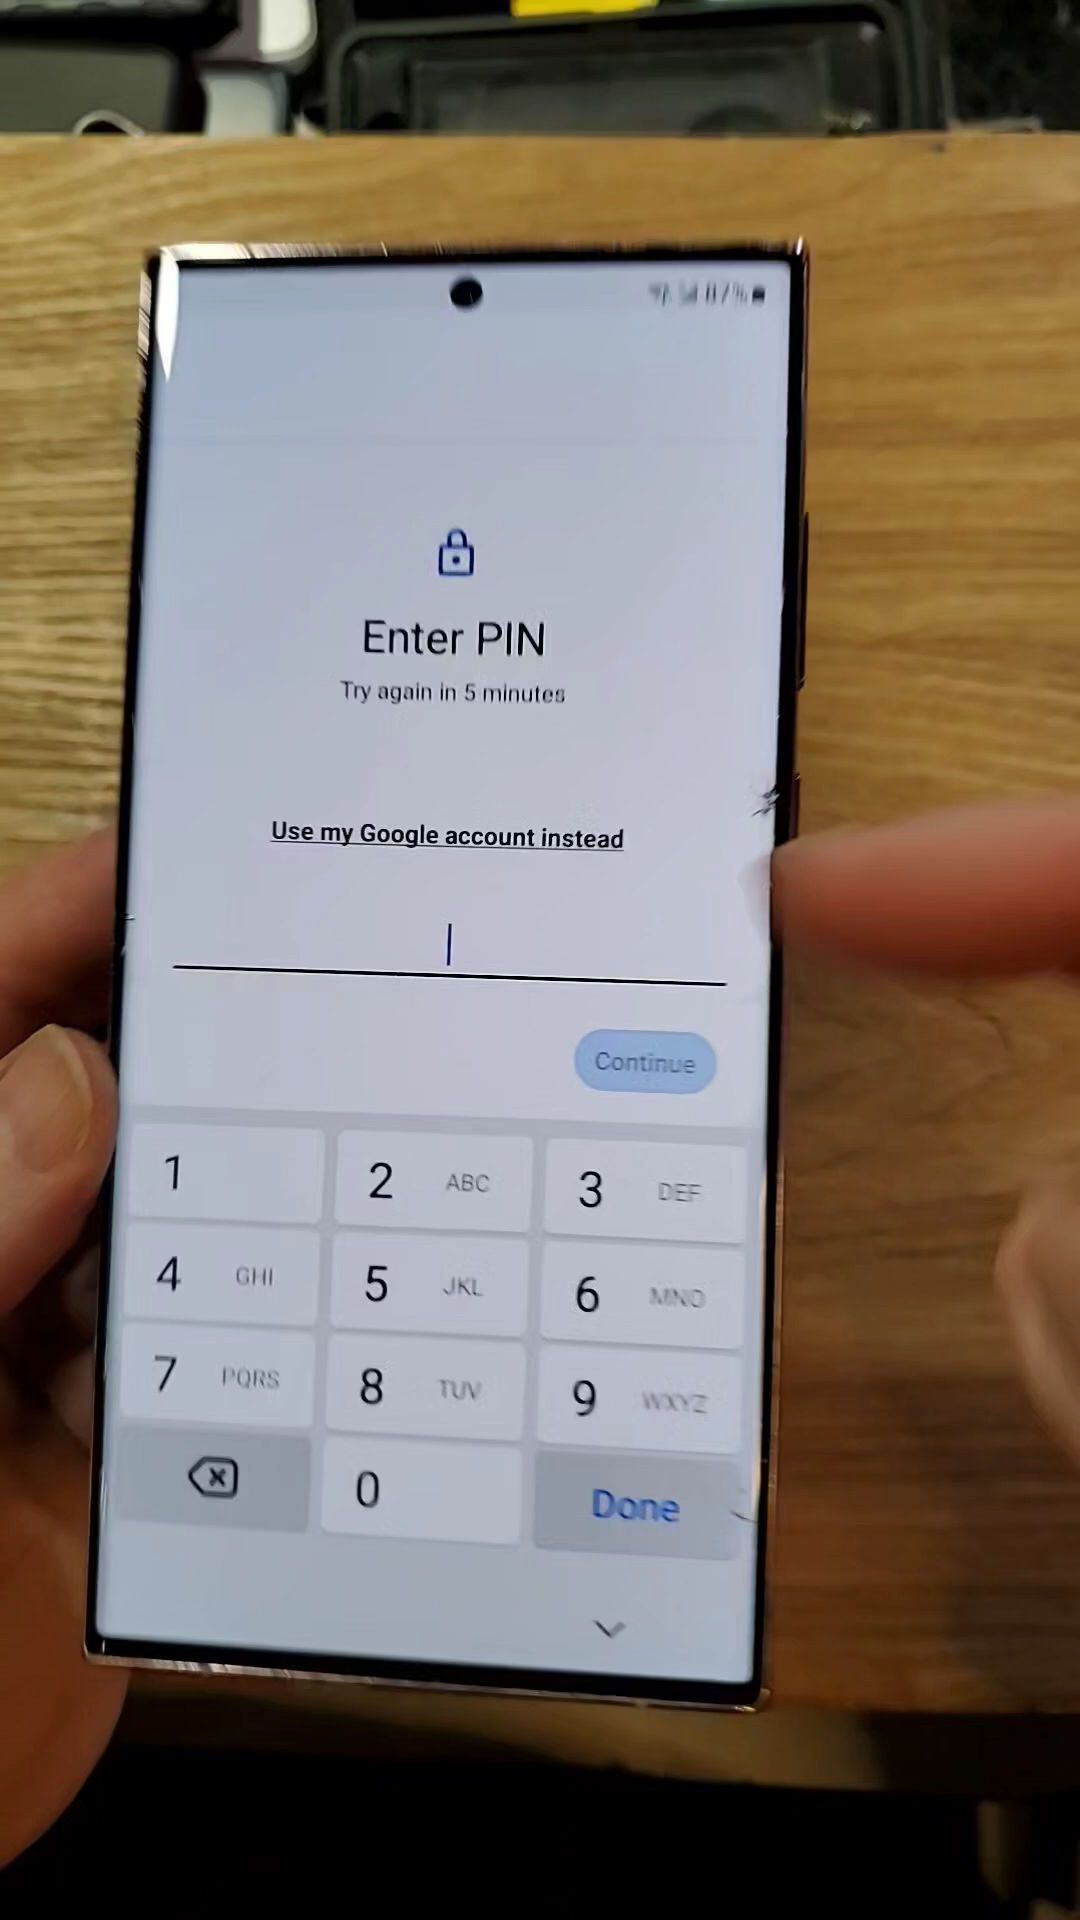 87%
Enter PIN
Try again in 5 minutes
Use my Google account instead
Continue
1
2 ABC
3 DEF
4 GHI
5 JKL
6 MNO
7 PQRS
8 TUV
9 WXYZ
0
Done